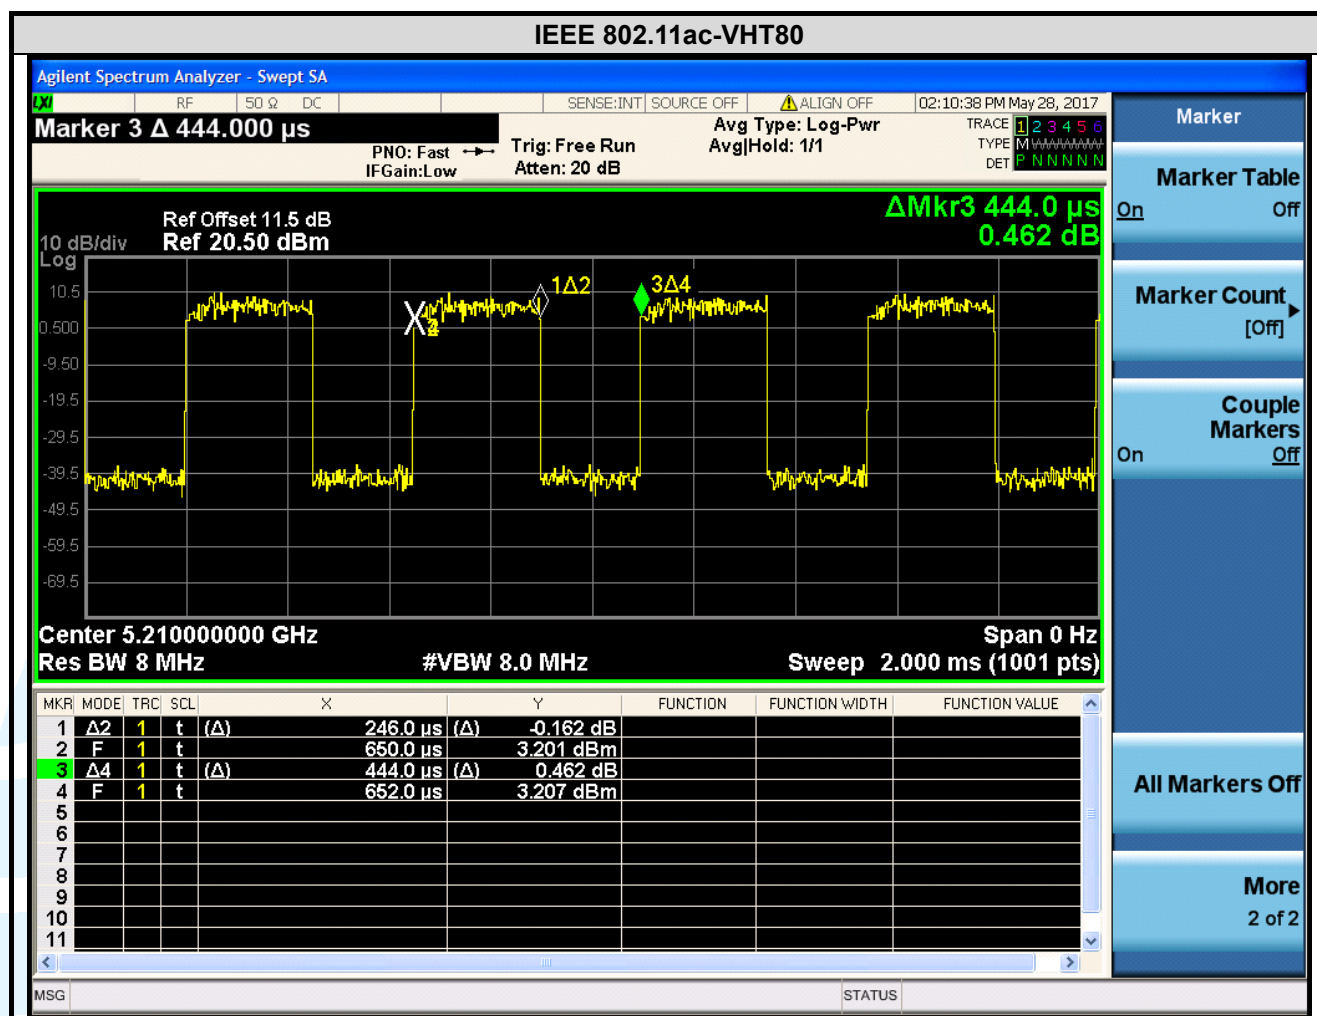 IEEE 802.11ac-VHT80
Agilent Spectrum Analyzer - Swept SA
LXI RF 50 Ω DC SENSE:INT SOURCE OFF ALIGN OFF 02:10:38 PM May 28, 2017
Marker 3 Δ 444.000 µs
PNO: Fast
IFGain:Low
Trig: Free Run
Atten: 20 dB
Avg Type: Log-Pwr
Avg|Hold: 1/1
TRACE 1 2 3 4 5 6
TYPE M WWWWW
DET P N N N N N
ΔMkr3 444.0 µs
0.462 dB
Ref Offset 11.5 dB
10 dB/div Ref 20.50 dBm
Log
10.5
0.500
-9.50
-19.5
-29.5
-39.5
-49.5
-59.5
-69.5
1Δ2
3Δ4
Center 5.210000000 GHz Span 0 Hz
Res BW 8 MHz #VBW 8.0 MHz Sweep 2.000 ms (1001 pts)
MKR MODE TRC SCL X Y FUNCTION FUNCTION WIDTH FUNCTION VALUE
1 Δ2 1 t (Δ) 246.0 µs (Δ) -0.162 dB
2 F 1 t 650.0 µs 3.201 dBm
3 Δ4 1 t (Δ) 444.0 µs (Δ) 0.462 dB
4 F 1 t 652.0 µs 3.207 dBm
5
6
7
8
9
10
11
MSG STATUS
Marker
Marker Table
On Off
Marker Count
[Off]
Couple
Markers
On Off
All Markers Off
More
2 of 2